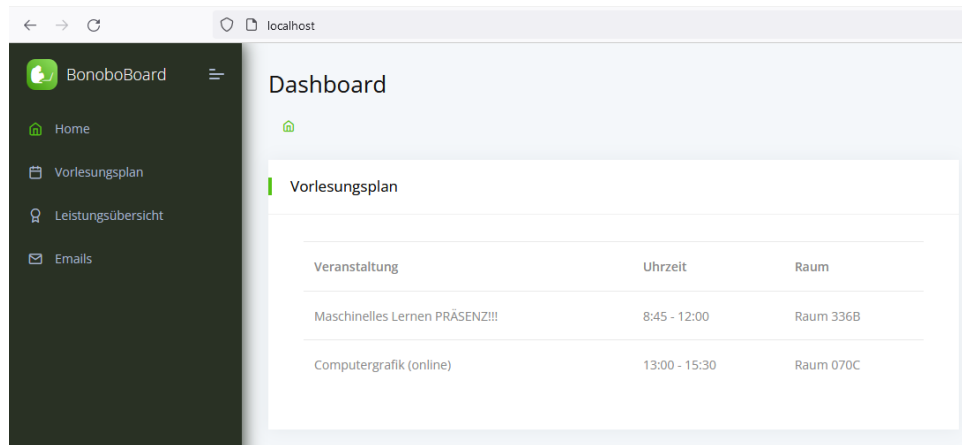 localhost
BonoboBoard
Home
Vorlesungsplan
Leistungsübersicht
Emails
Dashboard
Vorlesungsplan
Veranstaltung Uhrzeit Raum
Maschinelles Lernen PRÄSENZ!!! 8:45 - 12:00 Raum 336B
Computergrafik (online) 13:00 - 15:30 Raum 070C